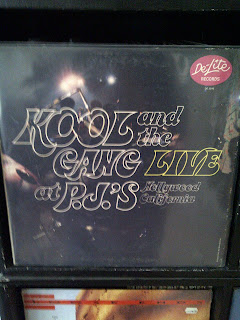 De-Lite
RECORDS
KOOL and
the
GANG LIVE
at P.J.'S Hollywood
California